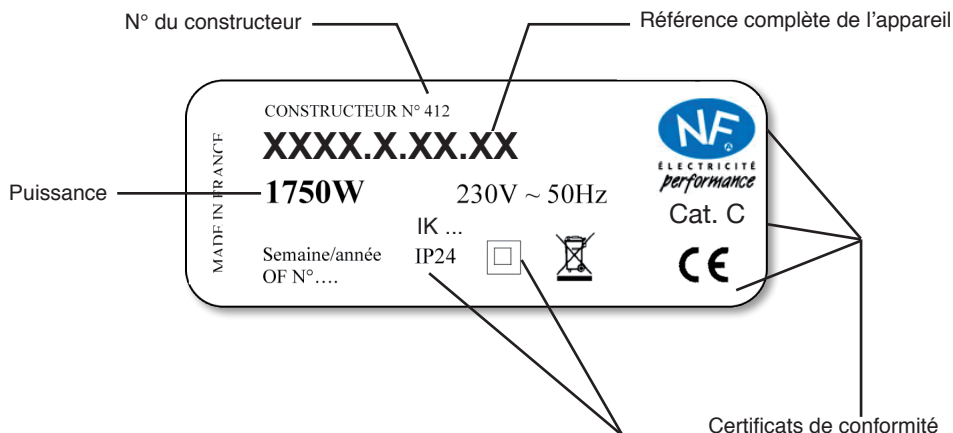 N° du constructeur
Référence complète de l’appareil
CONSTRUCTEUR N° 412
XXXX.X.XX.XX
MADE IN FRANCE
Puissance
1750W 230V ~ 50Hz
IK ...
Semaine/année IP24
OF N°....
NF
ÉLECTRICITÉ
performance
Cat. C
CE
Certificats de conformité